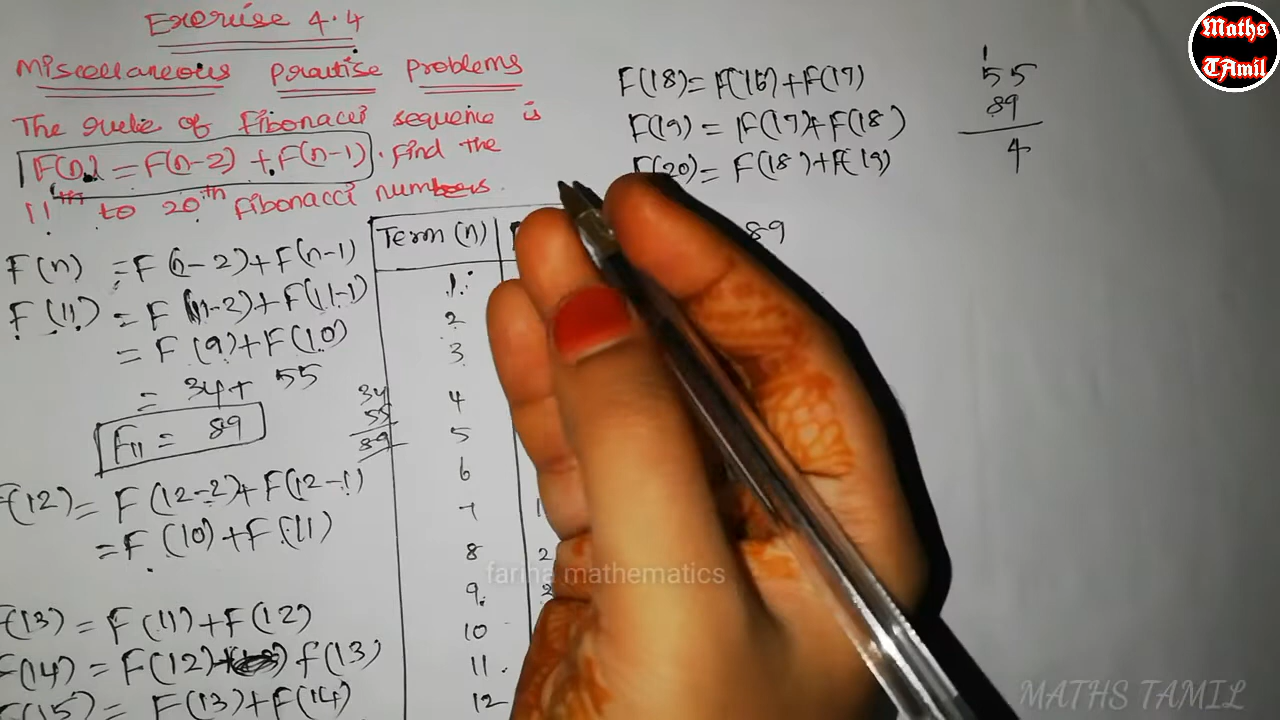 Exercise 4.4
Miscellaneous Practise Problems
The rule of Fibonacci sequence is
F(n) = F(n-2) + F(n-1). Find the
11th to 20th Fibonacci numbers.
F(n) = F(n-2)+F(n-1)
F(11) = F(11-2)+F(11-1)
= F(9)+F(10)
= 34+ 55
F11 = 89
34
55
89
F(12)= F(12-2)+F(12-1)
=F(10)+F(11)
F(13) = F(11)+F(12)
F(14) = F(12)+ f(13)
F(15) = F(13)+F(14)
Term (n)
1
2
3
4
5
6
7
8
2
9
10
11
12
F(18)= F(16)+F(17)
F(19) = F(17)+F(18)
F(20)= F(18)+F(19)
89
1
55
89
4
Maths
TAmil
farina mathematics
MATHS TAMIL